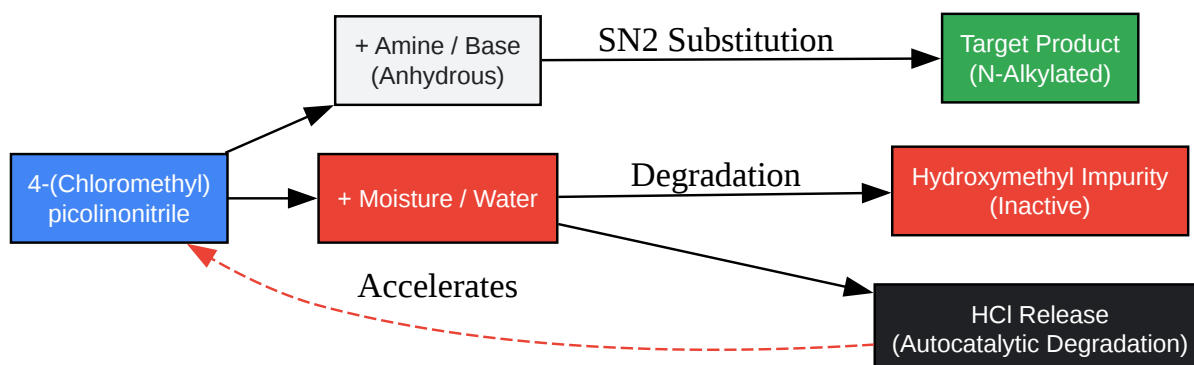 + Amine / Base
(Anhydrous)
SN2 Substitution
Target Product
(N-Alkylated)
4-(Chloromethyl)
picolinonitrile
+ Moisture / Water
Degradation
Hydroxymethyl Impurity
(Inactive)
Accelerates
HCl Release
(Autocatalytic Degradation)